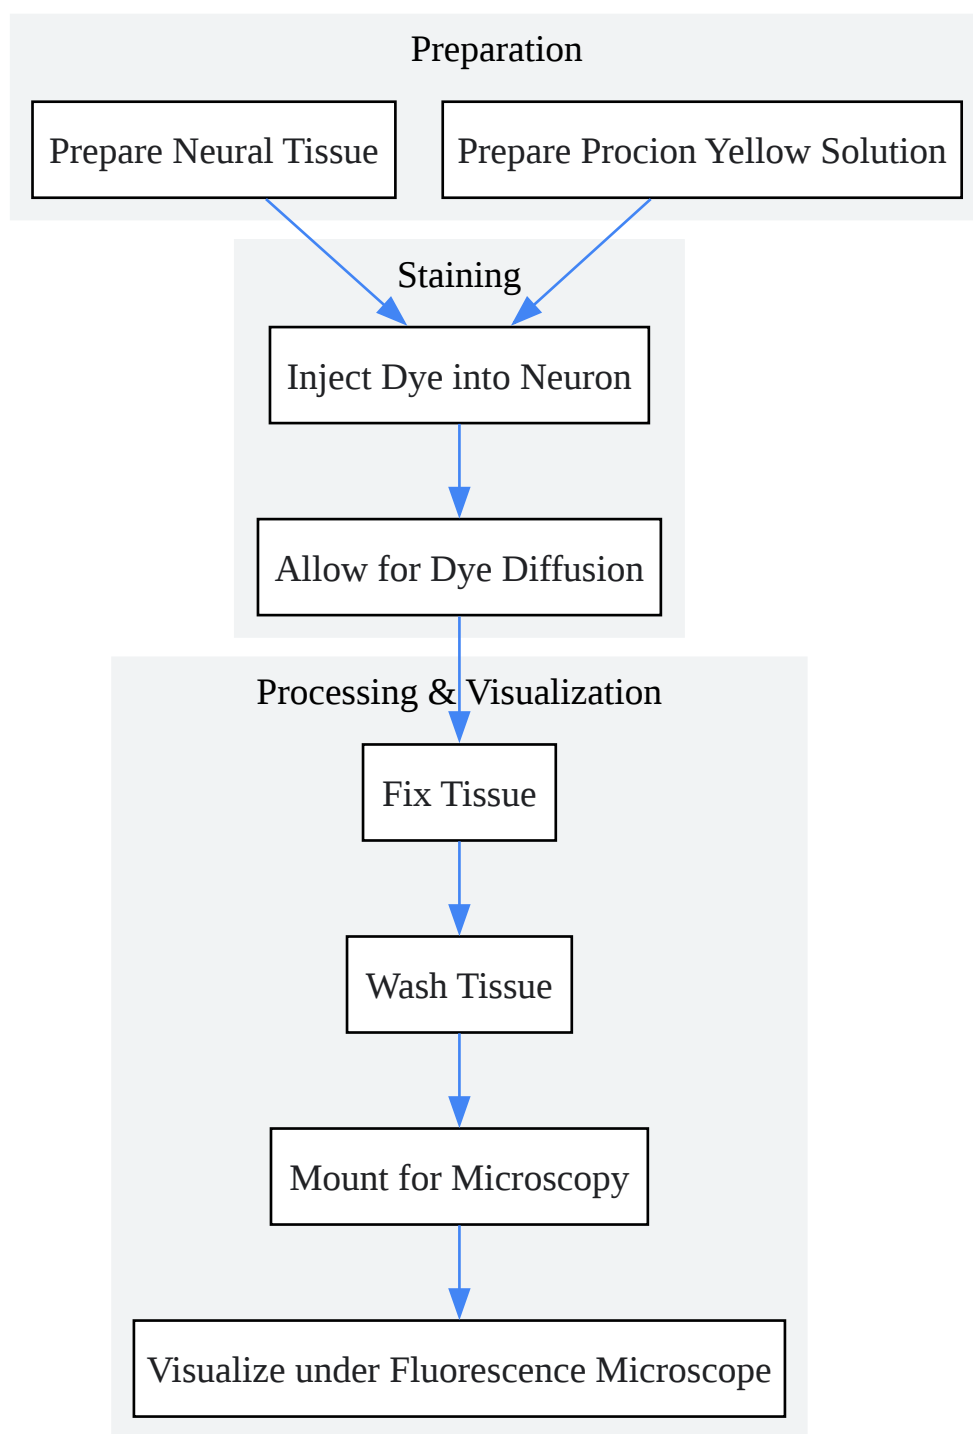 Preparation
Prepare Neural Tissue
Prepare Procion Yellow Solution
Staining
Inject Dye into Neuron
Allow for Dye Diffusion
Processing & Visualization
Fix Tissue
Wash Tissue
Mount for Microscopy
Visualize under Fluorescence Microscope